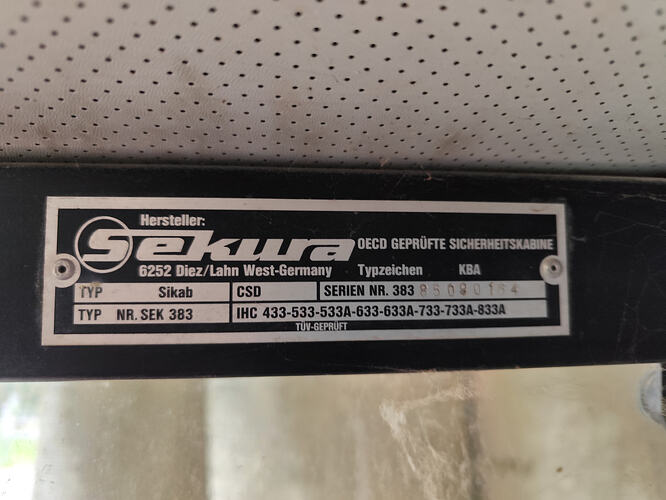 Hersteller:
Sekura OECD GEPRÜFTE SICHERHEITSKABINE
6252 Diez/Lahn West-Germany Typzeichen KBA
TYP Sikab CSD SERIEN NR. 383
TYP NR. SEK 383 IHC 433-533-533A-633-633A-733-733A-833A
TÜV-GEPRÜFT